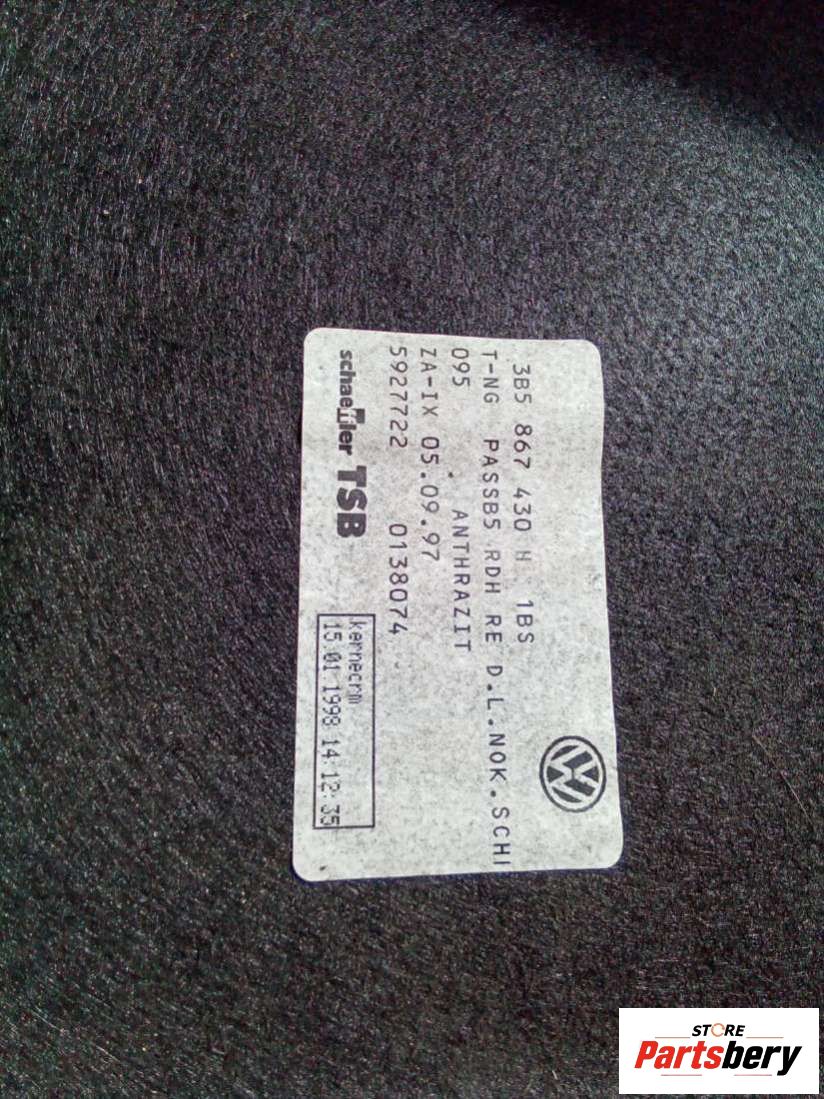 3B5 867 430 H 1BS
T-NG PASSB5 RDH RE D.L.NOK.SCHI
095 ANTHRAZIT
ZA-IX 05.09.97
5927722 0138074
schaeffler TSB
kernecrm
15.01.1998 14:12:35
STORE
Partsbery